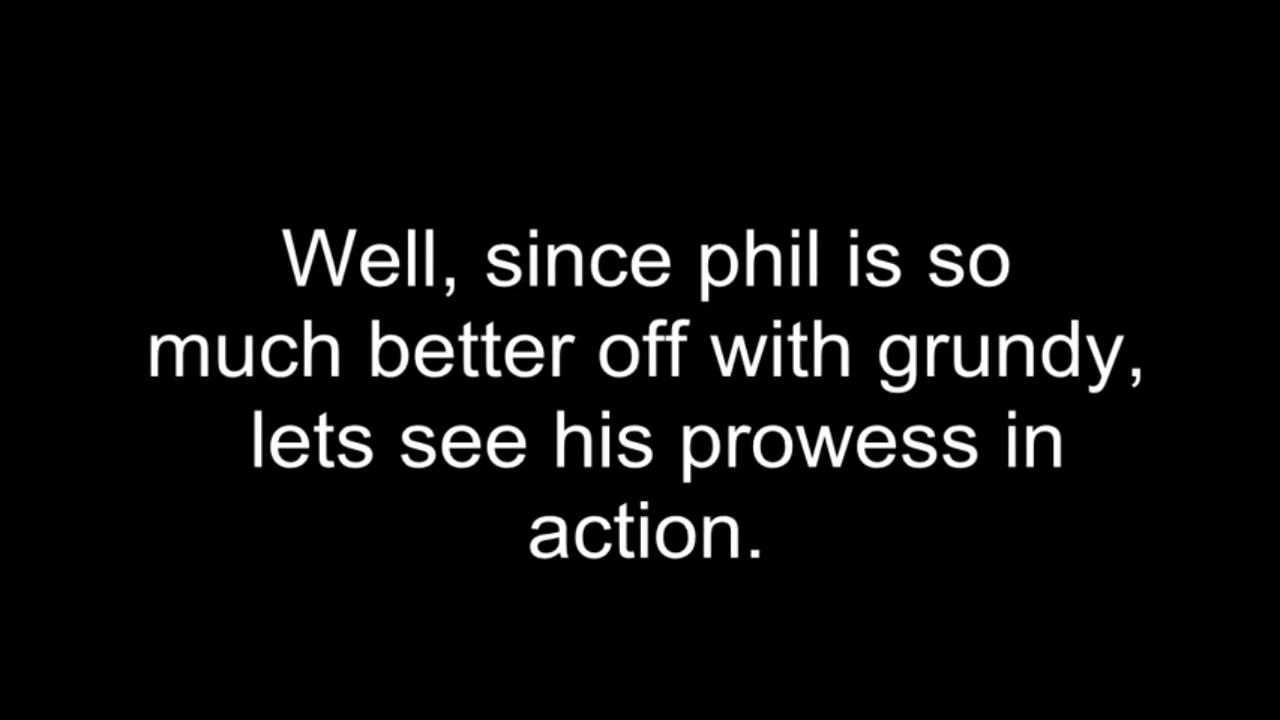 Well, since phil is so
much better off with grundy,
lets see his prowess in
action.